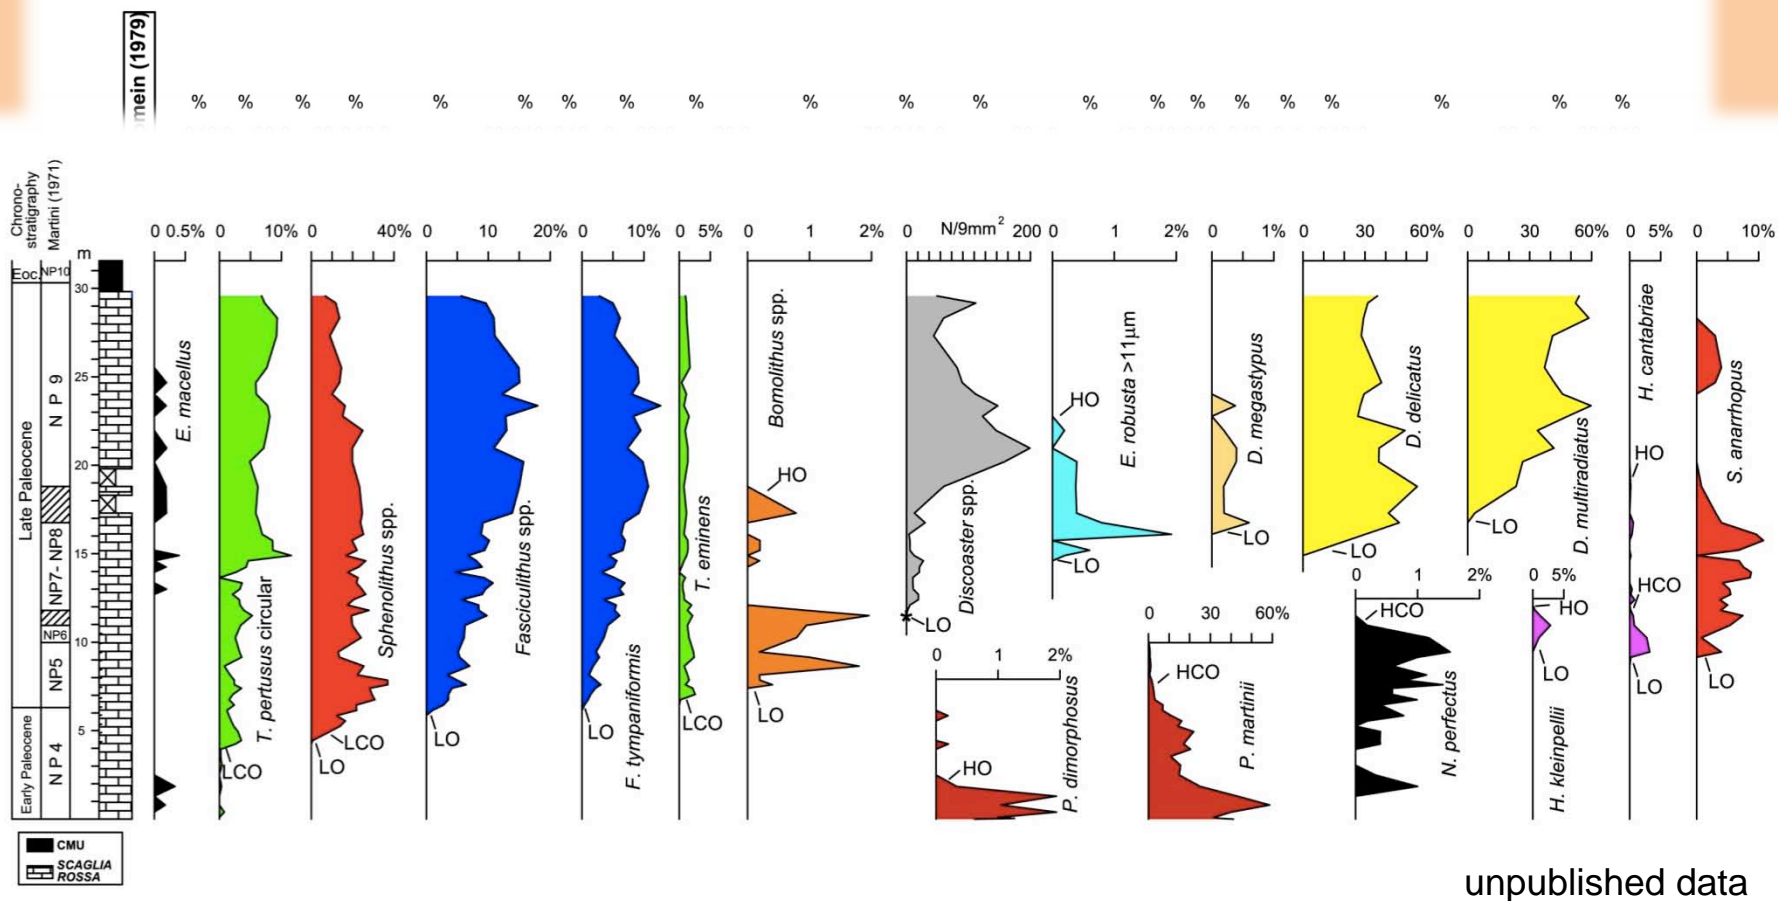 omein (1979)
% % % % % % % % % % % % % % % % % % % % %
Chrono-
stratigraphy
Martini (1971)
m
0 0.5%
0 10%
0 40%
0 10 20%
0 10%
0 5%
0 1 2%
0 N/9mm² 200
0 1 2%
0 1%
0 30 60%
0 30 60%
0 5%
0 10%
Eoc.
NP10
Late Paleocene
N P 9
NP7- NP8
NP6
NP5
Early Paleocene
N P 4
30
25
20
15
10
5
E. macellus
T. pertusus circular
LCO
Sphenolithus spp.
LCO
LO
Fasciculithus spp.
LO
F. tympaniformis
LO
T. eminens
LCO
Bomolithus spp.
HO
LO
Discoaster spp.
LO
0 1 2%
P. dimorphosus
HO
E. robusta >11µm
HO
LO
0 30 60%
P. martinii
HCO
D. megastypus
LO
D. delicatus
LO
0 1 2%
N. perfectus
HCO
D. multiradiatus
LO
0 5%
H. kleinpellii
HO
LO
H. cantabriae
HO
HCO
LO
S. anarrhopus
LO
CMU
SCAGLIA
ROSSA
unpublished data